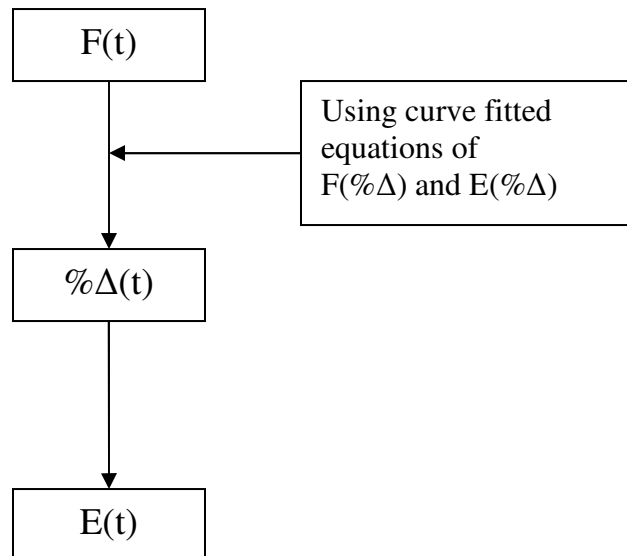 F(t)
Using curve fitted
equations of
F(%Δ) and E(%Δ)
%Δ(t)
E(t)